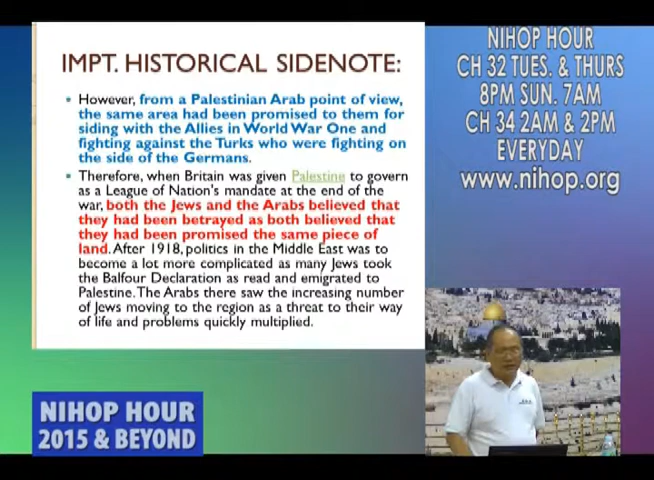 IMPT. HISTORICAL SIDENOTE:
However, from a Palestinian Arab point of view,
the same area had been promised to them for
siding with the Allies in World War One and
fighting against the Turks who were fighting on
the side of the Germans.
Therefore, when Britain was given Palestine to govern
as a League of Nation's mandate at the end of the
war, both the Jews and the Arabs believed that
they had been betrayed as both believed that
they had been promised the same piece of
land. After 1918, politics in the Middle East was to
become a lot more complicated as many Jews took
the Balfour Declaration as read and emigrated to
Palestine. The Arabs there saw the increasing number
of Jews moving to the region as a threat to their way
of life and problems quickly multiplied.
NIHOP HOUR
CH 32 TUES. & THURS
8PM SUN. 7AM
CH 34 2AM & 2PM
EVERYDAY
www.nihop.org
NIHOP HOUR
2015 & BEYOND